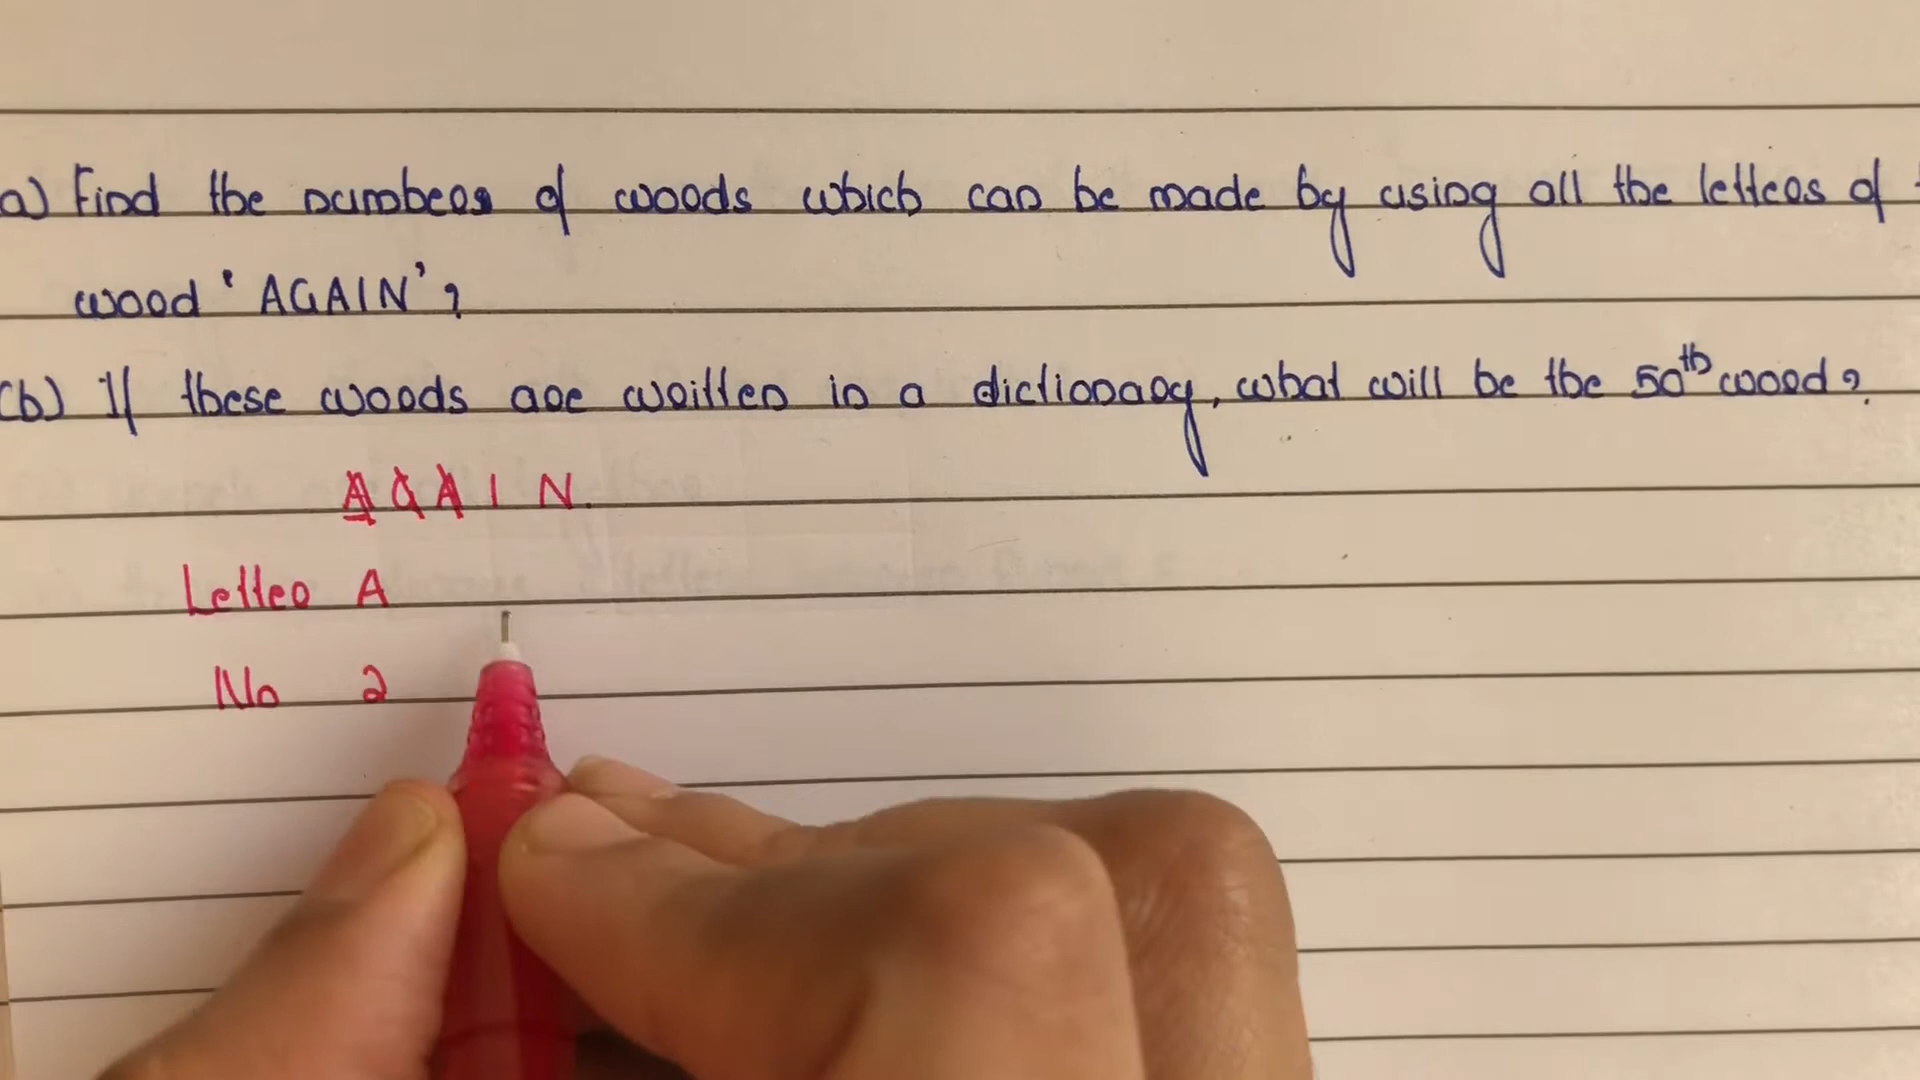 a) Find the numbers of words which can be made by using all the letters of
word 'AGAIN'?
(b) If these words are written in a dictionary, what will be the 50th word?
A G A I N.
Letter A
No 2